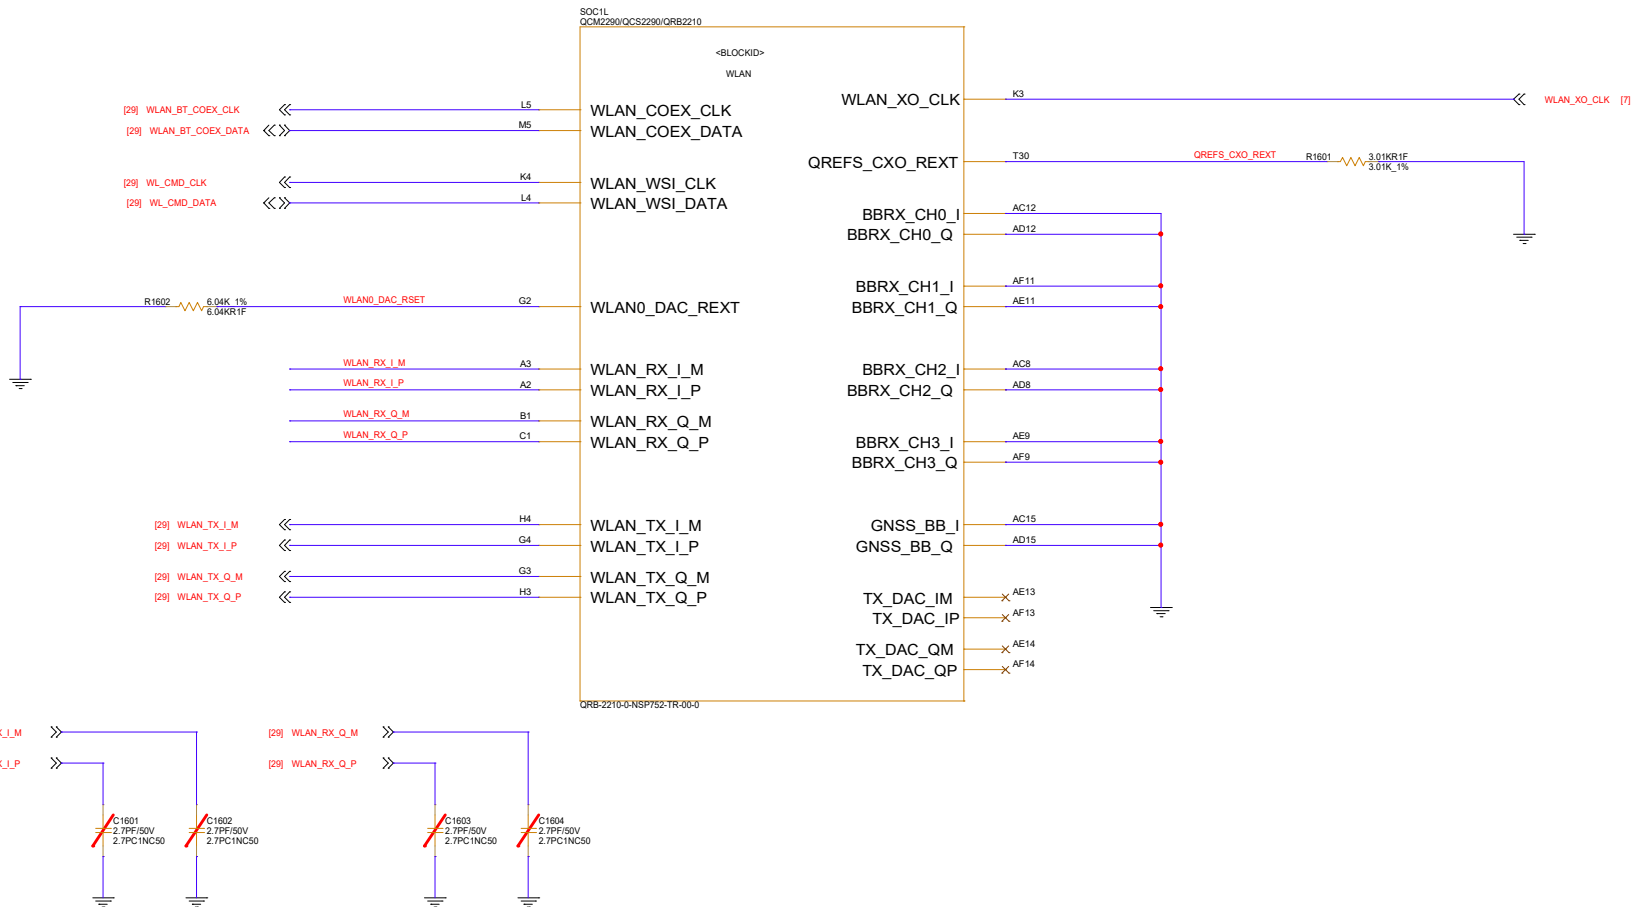 SOC1L
QCM2290/QCS2290/QRB2210
<BLOCKID>
WLAN
[29] WLAN_BT_COEX_CLK
L5
WLAN_COEX_CLK
[29] WLAN_BT_COEX_DATA
M5
WLAN_COEX_DATA
[29] WL_CMD_CLK
K4
WLAN_WSI_CLK
[29] WL_CMD_DATA
L4
WLAN_WSI_DATA
R1602
6.04K_1%
6.04KR1F
WLAN0_DAC_RSET
G2
WLAN0_DAC_REXT
WLAN_RX_I_M
A3
WLAN_RX_I_M
WLAN_RX_I_P
A2
WLAN_RX_I_P
WLAN_RX_Q_M
B1
WLAN_RX_Q_M
WLAN_RX_Q_P
C1
WLAN_RX_Q_P
[29] WLAN_TX_I_M
H4
WLAN_TX_I_M
[29] WLAN_TX_I_P
G4
WLAN_TX_I_P
[29] WLAN_TX_Q_M
G3
WLAN_TX_Q_M
[29] WLAN_TX_Q_P
H3
WLAN_TX_Q_P
WLAN_XO_CLK
K3
WLAN_XO_CLK [7]
QREFS_CXO_REXT
T30
QREFS_CXO_REXT
R1601
3.01KR1F
3.01K_1%
BBRX_CH0_I
AC12
BBRX_CH0_Q
AD12
BBRX_CH1_I
AF11
BBRX_CH1_Q
AE11
BBRX_CH2_I
AC8
BBRX_CH2_Q
AD8
BBRX_CH3_I
AE9
BBRX_CH3_Q
AF9
GNSS_BB_I
AC15
GNSS_BB_Q
AD15
TX_DAC_IM
AE13
TX_DAC_IP
AF13
TX_DAC_QM
AE14
TX_DAC_QP
AF14
QRB-2210-0-NSP752-TR-00-0
X_I_M
X_I_P
[29] WLAN_RX_Q_M
[29] WLAN_RX_Q_P
C1601
2.7PF/50V
2.7PC1NC50
C1602
2.7PF/50V
2.7PC1NC50
C1603
2.7PF/50V
2.7PC1NC50
C1604
2.7PF/50V
2.7PC1NC50